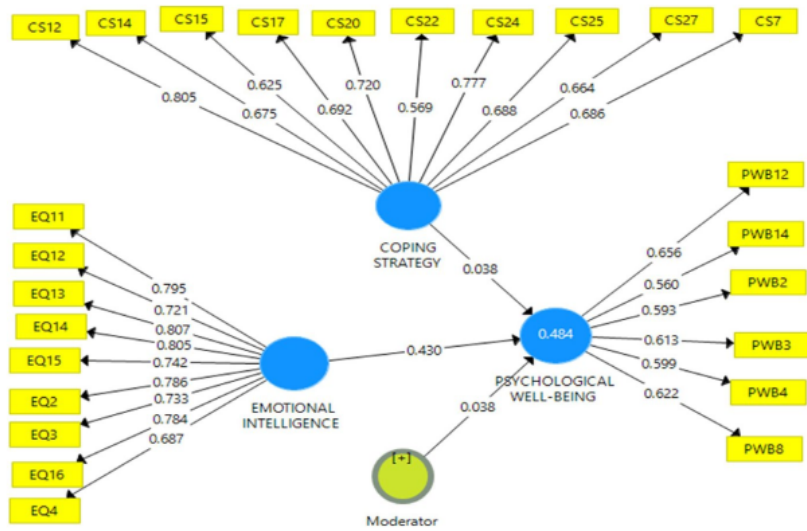 CS12
CS14
CS15
CS17
CS20
CS22
CS24
CS25
CS27
CS7
0.805
0.675
0.625
0.692
0.720
0.569
0.777
0.688
0.664
0.686
COPING
STRATEGY
0.038
EQ11
EQ12
EQ13
EQ14
EQ15
EQ2
EQ3
EQ16
EQ4
0.795
0.721
0.807
0.805
0.742
0.786
0.733
0.784
0.687
EMOTIONAL
INTELLIGENCE
0.430
0.484
PSYCHOLOGICAL
WELL-BEING
0.038
[+]
Moderator
0.656
0.560
0.593
0.613
0.599
0.622
PWB12
PWB14
PWB2
PWB3
PWB4
PWB8